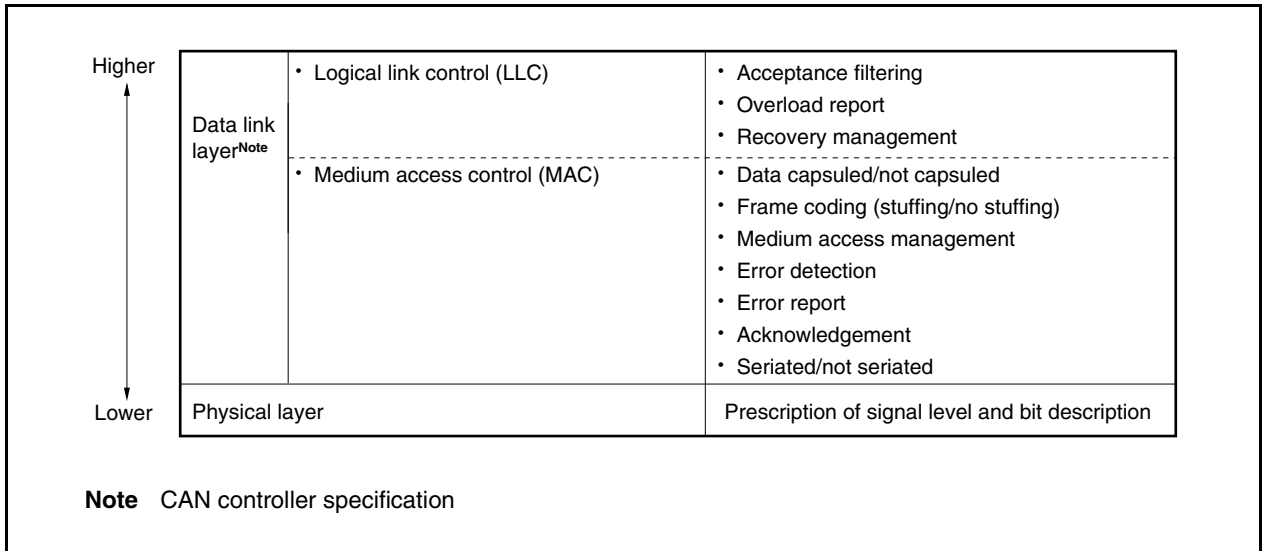 Higher
Data link
layerNote
• Logical link control (LLC)
• Acceptance filtering
• Overload report
• Recovery management
• Medium access control (MAC)
• Data capsuled/not capsuled
• Frame coding (stuffing/no stuffing)
• Medium access management
• Error detection
• Error report
• Acknowledgement
• Seriated/not seriated
Lower
Physical layer
Prescription of signal level and bit description
Note CAN controller specification